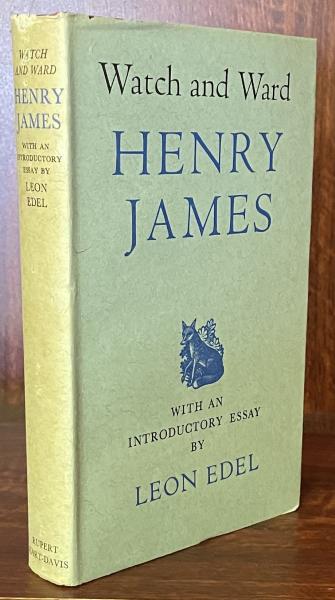 WATCH
AND WARD
HENRY
JAMES
WITH AN
INTRODUCTORY
ESSAY BY
LEON
EDEL
RUPERT
HART-DAVIS
Watch and Ward
HENRY
JAMES
WITH AN
INTRODUCTORY ESSAY
BY
LEON EDEL